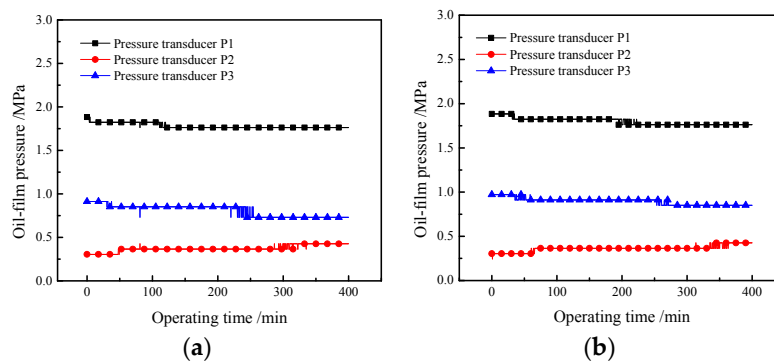 (a)
3.0
2.5
2.0
1.5
1.0
0.5
0.0
Oil-film pressure /MPa
Pressure transducer P1
Pressure transducer P2
Pressure transducer P3
0 100 200 300 400
Operating time /min
(a)
(b)
3.0
2.5
2.0
1.5
1.0
0.5
0.0
Oil-film pressure /MPa
Pressure transducer P1
Pressure transducer P2
Pressure transducer P3
0 100 200 300 400
Operating time /min
(b)